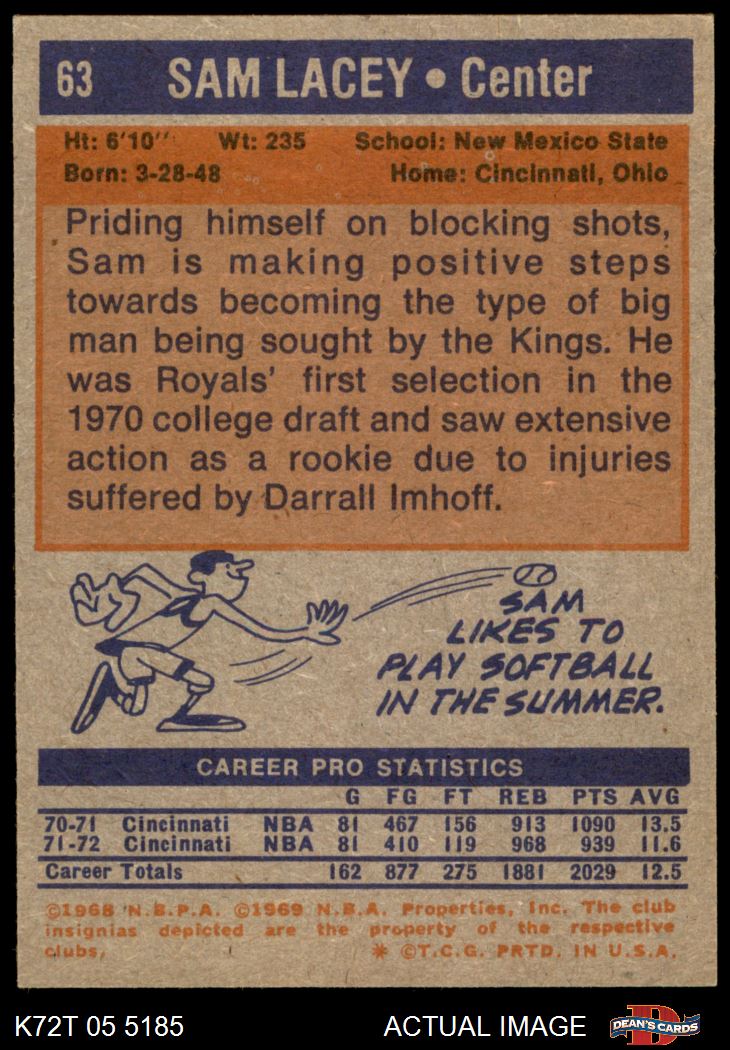 63 SAM LACEY • Center
Ht: 6'10" Wt: 235 School: New Mexico State
Born: 3-28-48 Home: Cincinnati, Ohio
Priding himself on blocking shots,
Sam is making positive steps
towards becoming the type of big
man being sought by the Kings. He
was Royals' first selection in the
1970 college draft and saw extensive
action as a rookie due to injuries
suffered by Darrall Imhoff.
SAM
LIKES TO
PLAY SOFTBALL
IN THE SUMMER.
CAREER PRO STATISTICS
G FG FT REB PTS AVG
70-71 Cincinnati NBA 81 467 156 913 1090 13.5
71-72 Cincinnati NBA 81 410 119 968 939 11.6
Career Totals 162 877 275 1881 2029 12.5
©1968 N.B.P.A. ©1969 N.B.A. Properties, Inc. The club
insignias depicted are the property of the respective
clubs, * ©T.C.G. PRTD. IN U.S.A.
K72T 05 5185 ACTUAL IMAGE D DEAN'S CARDS